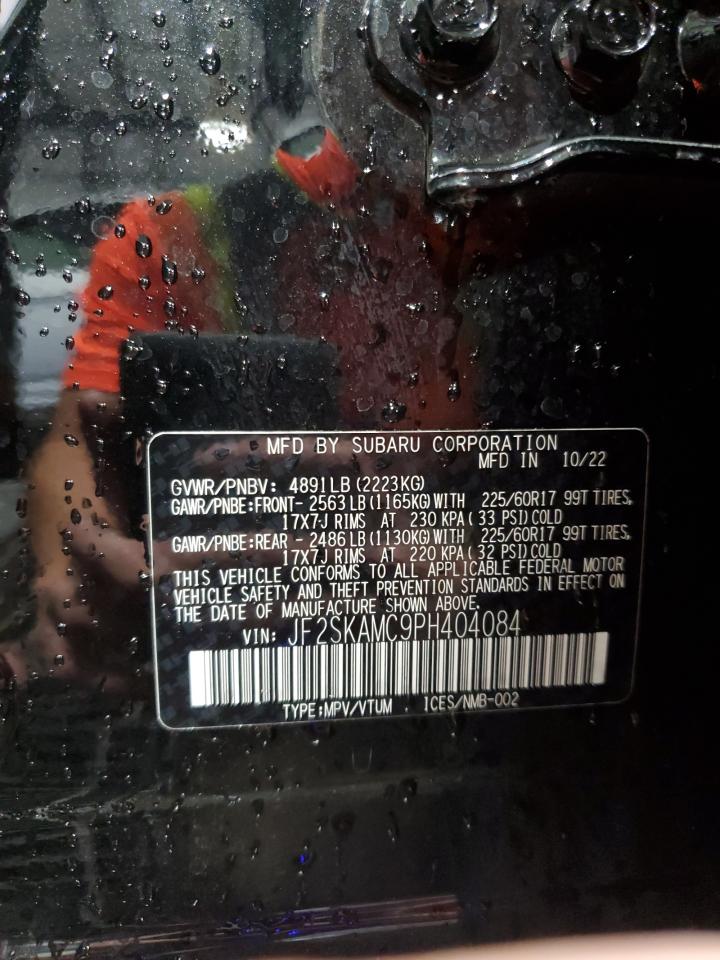 MFD BY SUBARU CORPORATION
MFD IN 10/22
GVWR/PNBV: 4891LB (2223KG)
GAWR/PNBE:FRONT- 2563 LB (1165KG) WITH 225/60R17 99T TIRES,
17X7J RIMS AT 230 KPA (33 PSI) COLD
GAWR/PNBE:REAR - 2486 LB (1130KG) WITH 225/60R17 99T TIRES,
17X7J RIMS AT 220 KPA (32 PSI) COLD
THIS VEHICLE CONFORMS TO ALL APPLICABLE FEDERAL MOTOR
VEHICLE SAFETY AND THEFT PREVENTION STANDARDS IN EFFECT ON
THE DATE OF MANUFACTURE SHOWN ABOVE.
VIN: JF2SKAMC9PH404084
TYPE:MPV/VTUM . ICES/NMB-002